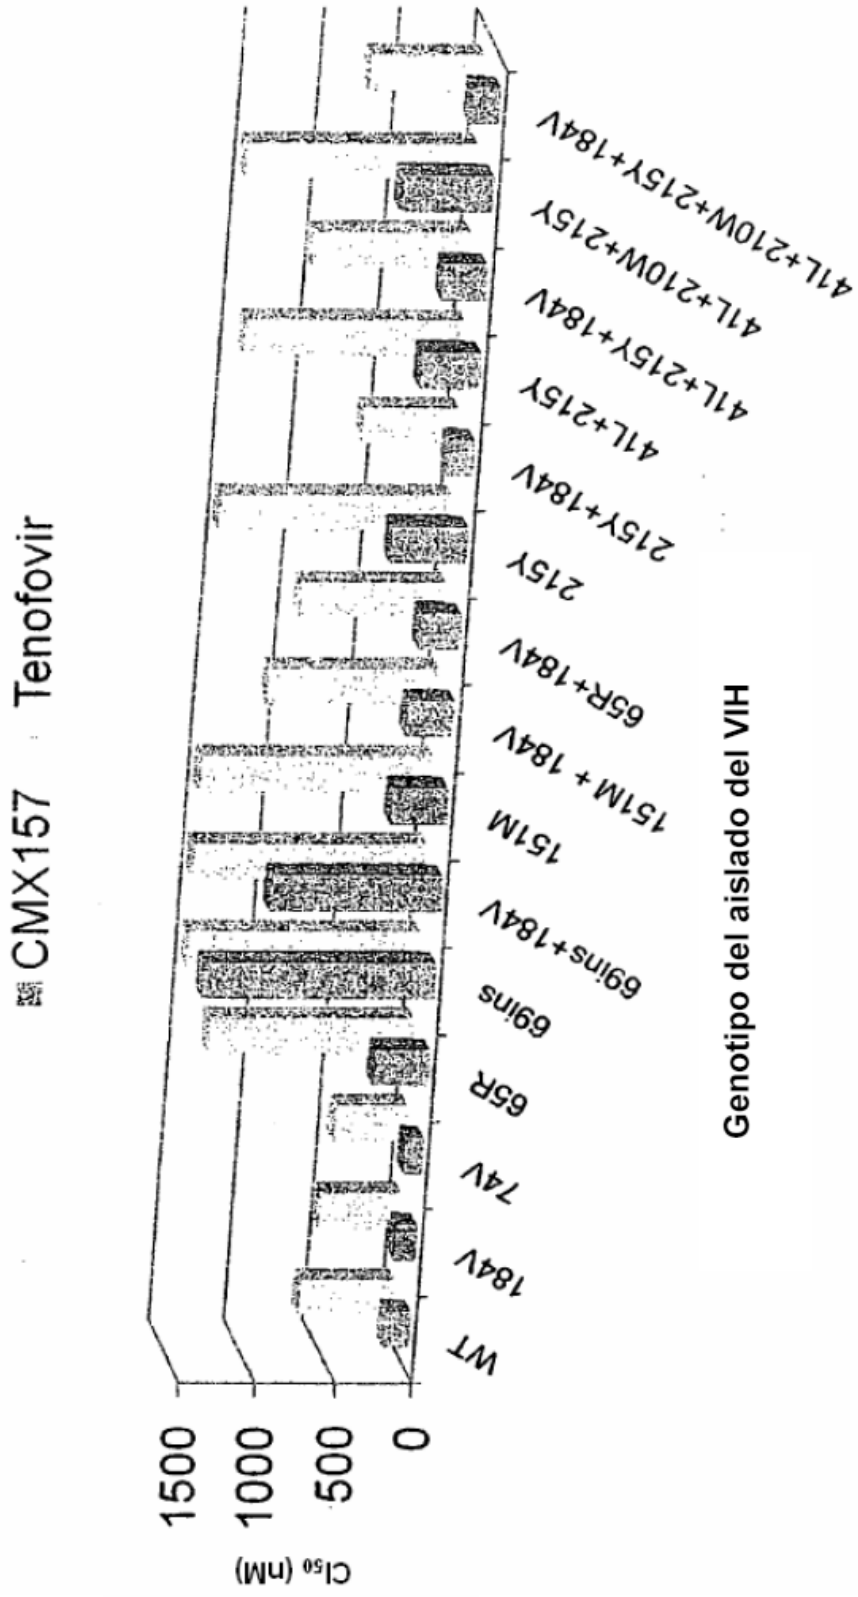 CMX157 Tenofovir
CI₅₀ (nM)
1500
1000
500
0
WT
184V
74V
65R
69ins
69ins+184V
151M
151M + 184V
65R+184V
215Y
215Y+184V
41L+215Y
41L+215Y+184V
41L+210W+215Y
41L+210W+215Y+184V
Genotipo del aislado del VIH